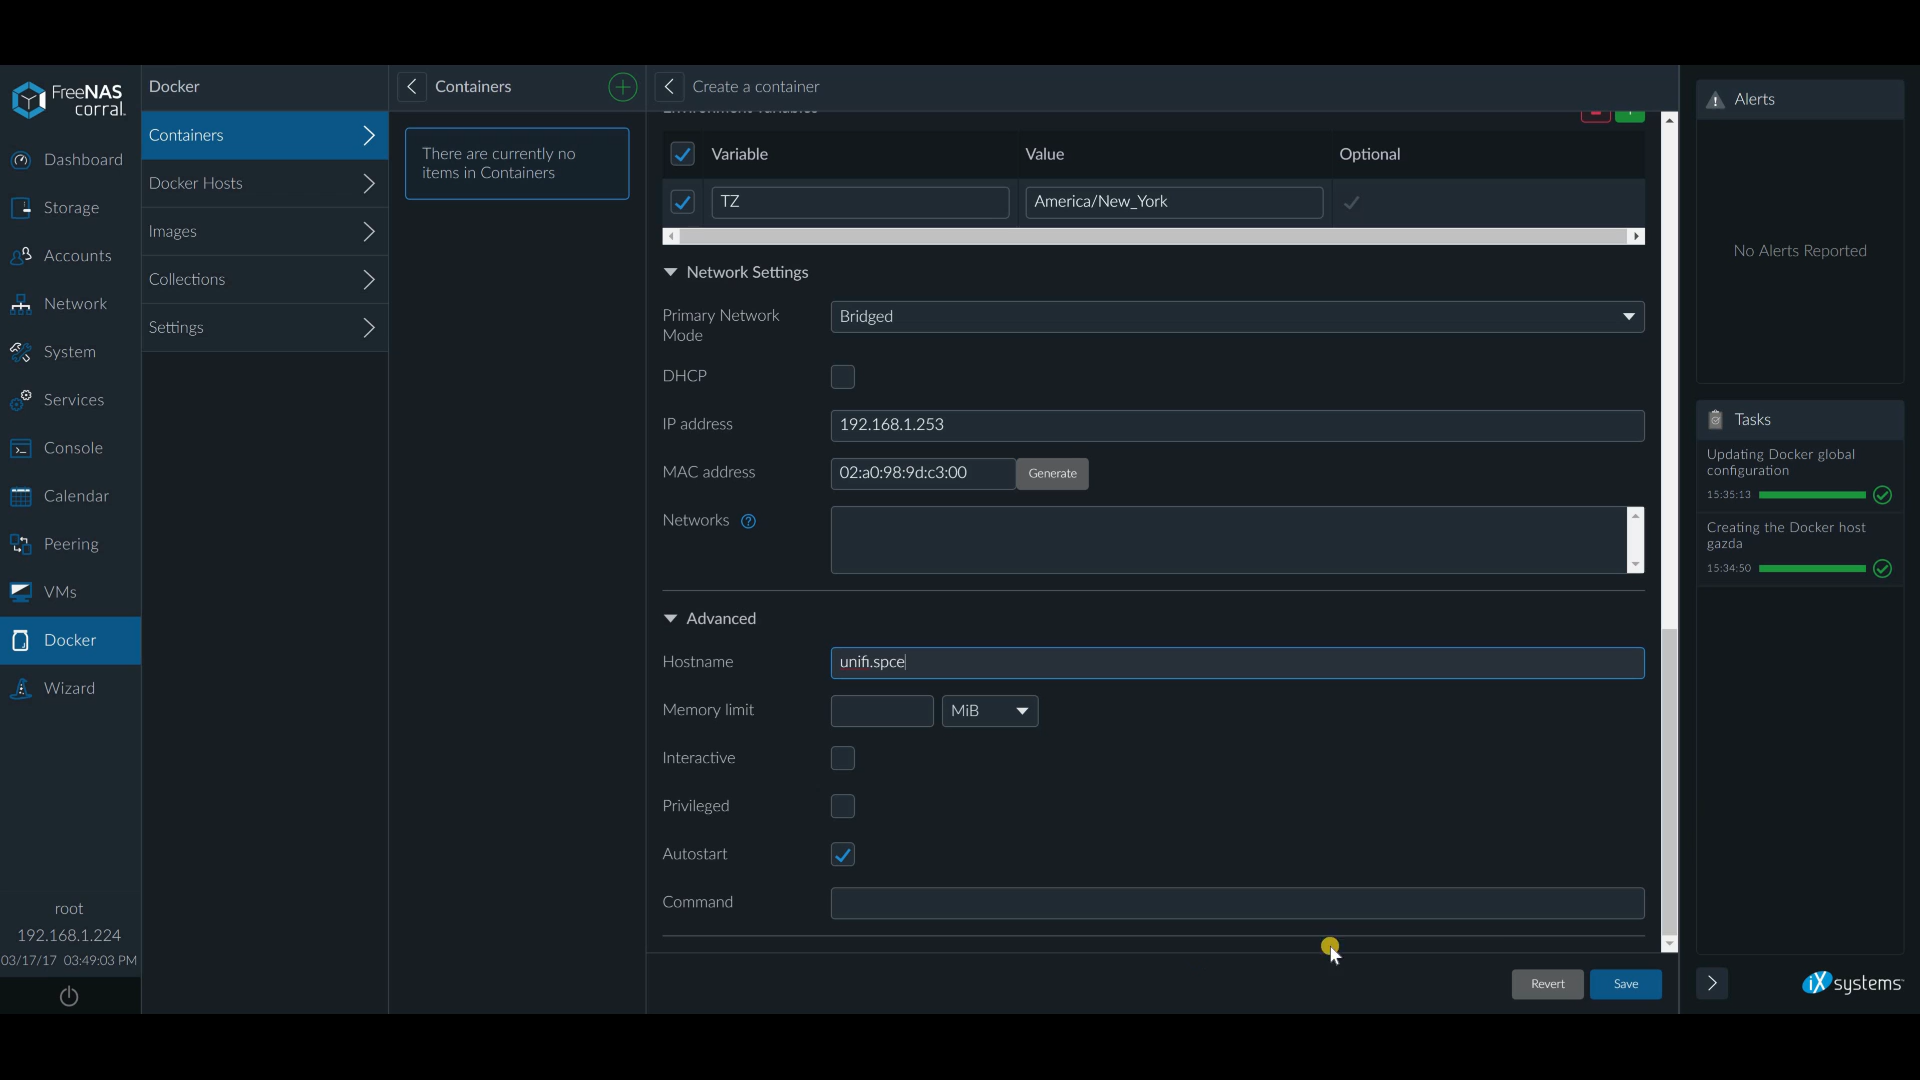 FreeNAS
corral.
Dashboard
Storage
Accounts
Network
System
Services
Console
Calendar
Peering
VMs
Docker
Wizard
root
192.168.1.224
03/17/17 03:49:03 PM
Docker
Containers
Docker Hosts
Images
Collections
Settings
Containers
There are currently no
items in Containers
Create a container
Environment Variables
Variable Value Optional
TZ America/New_York
Network Settings
Primary Network
Mode
Bridged
DHCP
IP address 192.168.1.253
MAC address 02:a0:98:9d:c3:00 Generate
Networks ?
Advanced
Hostname unifi.spce
Memory limit MiB
Interactive
Privileged
Autostart
Command
Revert Save
Alerts
No Alerts Reported
Tasks
Updating Docker global
configuration
15:35:13
Creating the Docker host
gazda
15:34:50
iXsystems